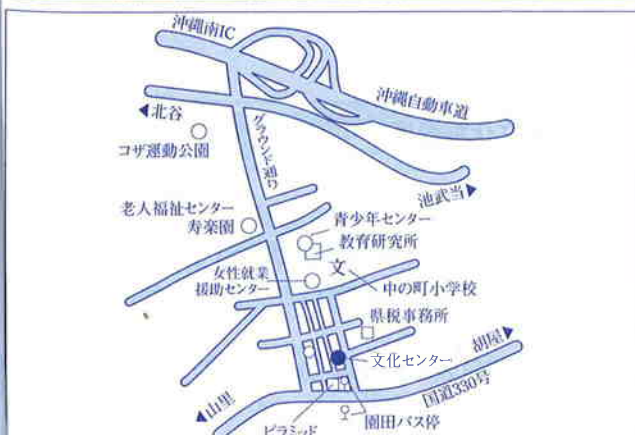 沖縄南IC
沖縄自動車道
◀北谷
コザ運動公園
グラウンド通り
池武当▶
老人福祉センター
寿楽園
青少年センター
教育研究所
女性就業
援助センター
文
中の町小学校
県税事務所
胡屋▶
文化センター
国道330号
◀山里
ピラミッド
園田バス停